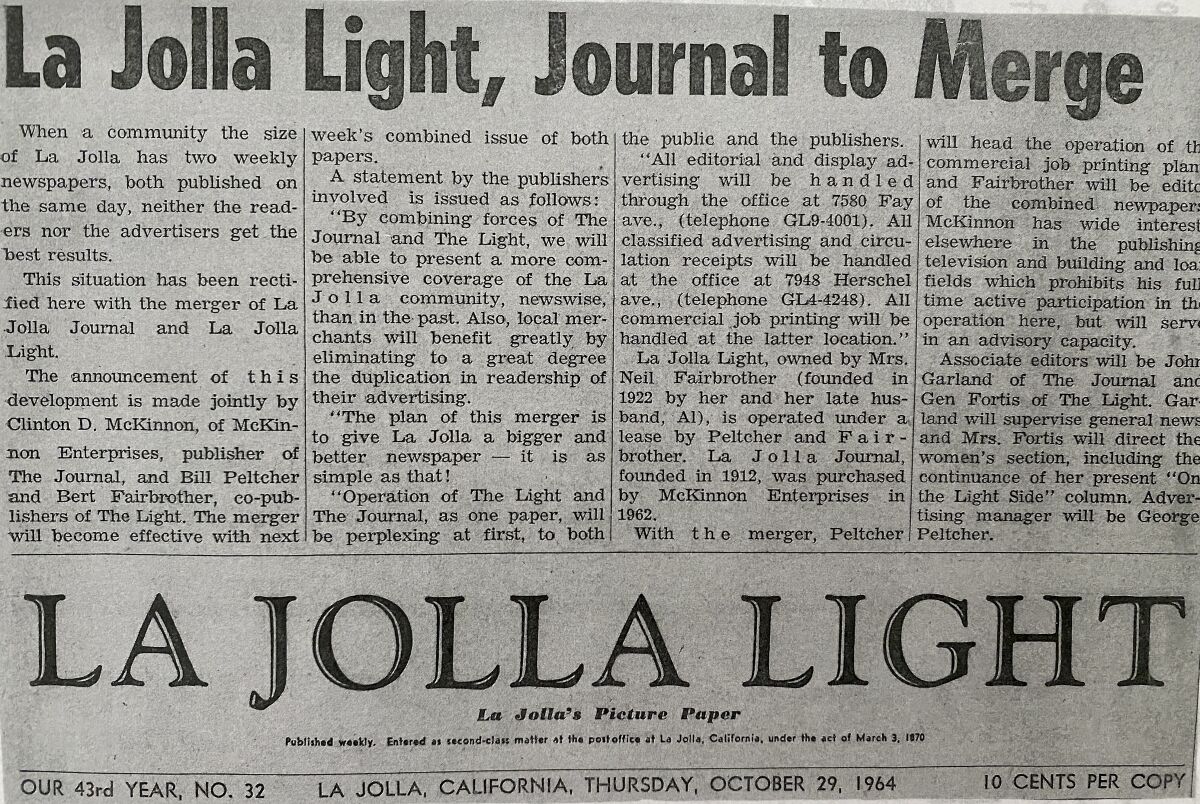 La Jolla Light, Journal to Merge
When a community the size
of La Jolla has two weekly
newspapers, both published on
the same day, neither the read-
ers nor the advertisers get the
best results.
This situation has been recti-
fied here with the merger of La
Jolla Journal and La Jolla
Light.
The announcement of this
development is made jointly by
Clinton D. McKinnon, of McKin-
non Enterprises, publisher of
The Journal, and Bill Peltcher
and Bert Fairbrother, co-pub-
lishers of The Light. The merger
will become effective with next
week's combined issue of both
papers.
A statement by the publishers
involved is issued as follows:
"By combining forces of The
Journal and The Light, we will
be able to present a more com-
prehensive coverage of the La
Jolla community, newswise,
than in the past. Also, local mer-
chants will benefit greatly by
eliminating to a great degree
the duplication in readership of
their advertising.
"The plan of this merger is
to give La Jolla a bigger and
better newspaper — it is as
simple as that!
"Operation of The Light and
The Journal, as one paper, will
be perplexing at first, to both
the public and the publishers.
"All editorial and display ad-
vertising will be handled
through the office at 7580 Fay
ave., (telephone GL9-4001). All
classified advertising and circu-
lation receipts will be handled
at the office at 7948 Herschel
ave., (telephone GL4-4248). All
commercial job printing will be
handled at the latter location."
La Jolla Light, owned by Mrs.
Neil Fairbrother (founded in
1922 by her and her late hus-
band, Al), is operated under a
lease by Peltcher and Fair-
brother. La Jolla Journal,
founded in 1912, was purchased
by McKinnon Enterprises in
1962.
With the merger, Peltcher
will head the operation of th
commercial job printing plan
and Fairbrother will be edito
of the combined newpapers
McKinnon has wide interest
elsewhere in the publishing
television and building and loa
fields which prohibits his full
time active participation in th
operation here, but will serv
in an advisory capacity.
Associate editors will be John
Garland of The Journal and
Gen Fortis of The Light. Gar
land will supervise general news
and Mrs. Fortis will direct the
women's section, including the
continuance of her present "On
the Light Side" column. Adver-
tising manager will be George
Peltcher.
LA JOLLA LIGHT
La Jolla's Picture Paper
Published weekly. Entered as second-class matter at the postoffice at La Jolla, California, under the act of March 3, 1870
OUR 43rd YEAR, NO. 32 LA JOLLA, CALIFORNIA, THURSDAY, OCTOBER 29, 1964 10 CENTS PER COPY